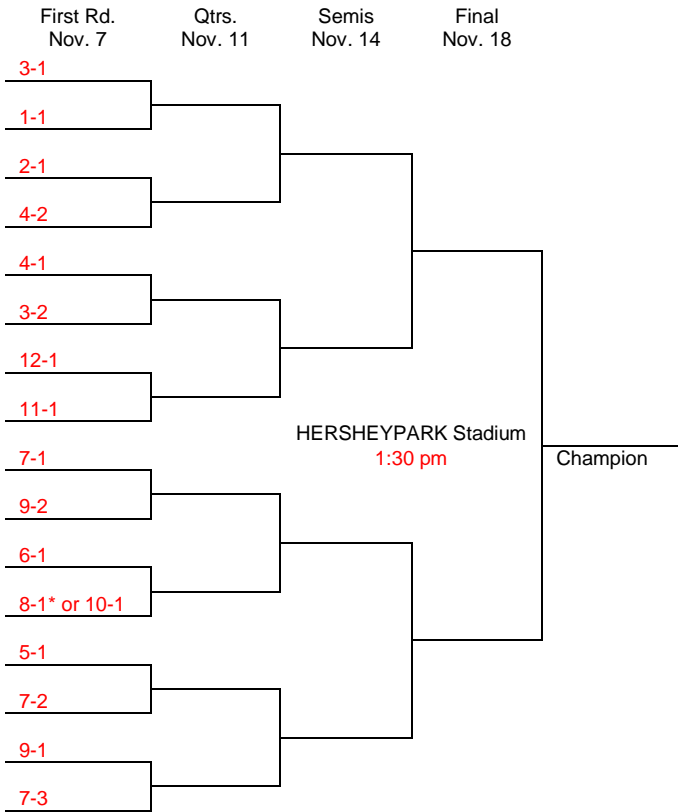 First Rd. Qtrs. Semis Final
Nov. 7 Nov. 11 Nov. 14 Nov. 18
3-1
1-1
2-1
4-2
4-1
3-2
12-1
11-1
HERSHEYPARK Stadium
7-1 1:30 pm Champion
9-2
6-1
8-1* or 10-1
5-1
7-2
9-1
7-3